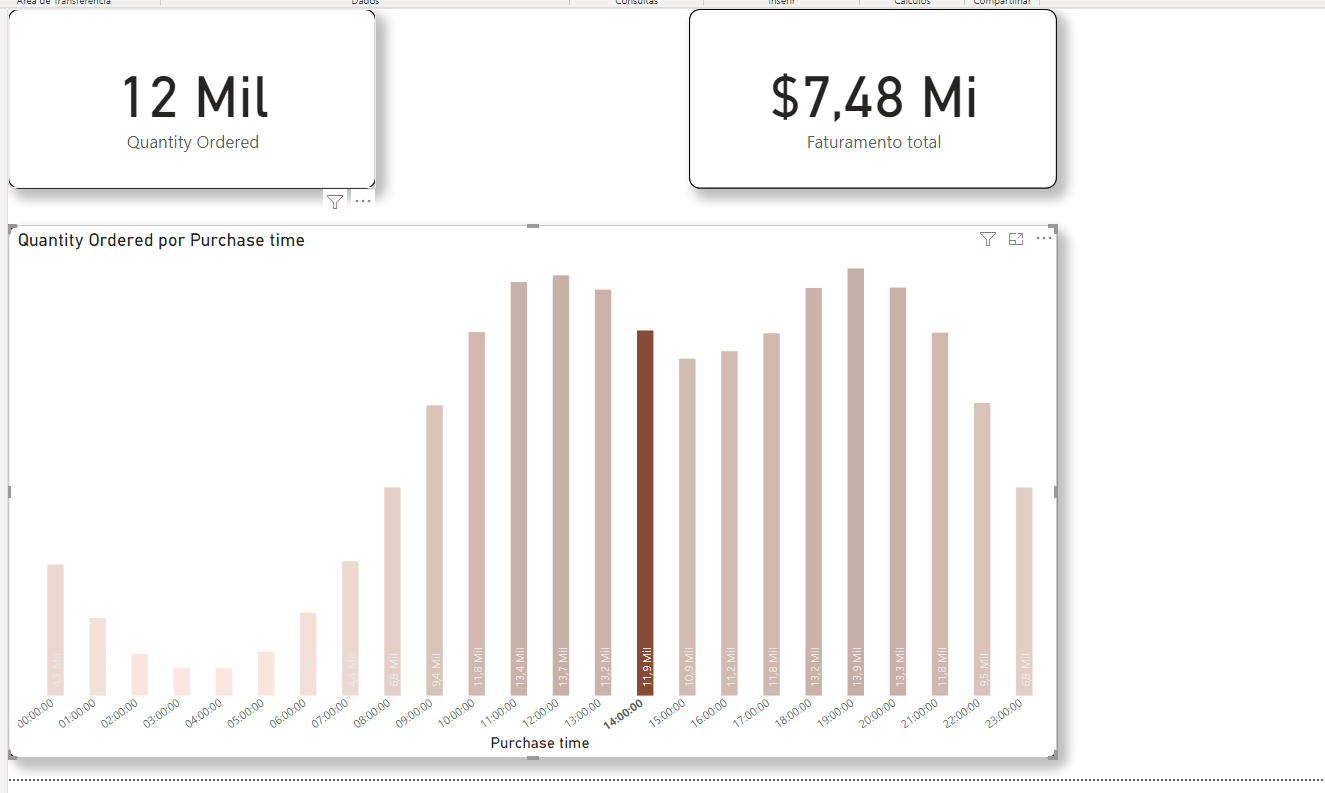 Área de Transferência Dados Consultas Inserir Cálculos Compartilhar
12 Mil
Quantity Ordered
$7,48 Mi
Faturamento total
Quantity Ordered por Purchase time
9,4 Mil
11,8 Mil
13,4 Mil
13,7 Mil
13,2 Mil
11,9 Mil
10,9 Mil
11,2 Mil
11,8 Mil
13,2 Mil
13,9 Mil
13,3 Mil
11,8 Mil
9,5 Mil
6,8 Mil
00:00:00
01:00:00
02:00:00
03:00:00
04:00:00
05:00:00
06:00:00
07:00:00
08:00:00
09:00:00
10:00:00
11:00:00
12:00:00
13:00:00
14:00:00
15:00:00
16:00:00
17:00:00
18:00:00
19:00:00
20:00:00
21:00:00
22:00:00
23:00:00
Purchase time